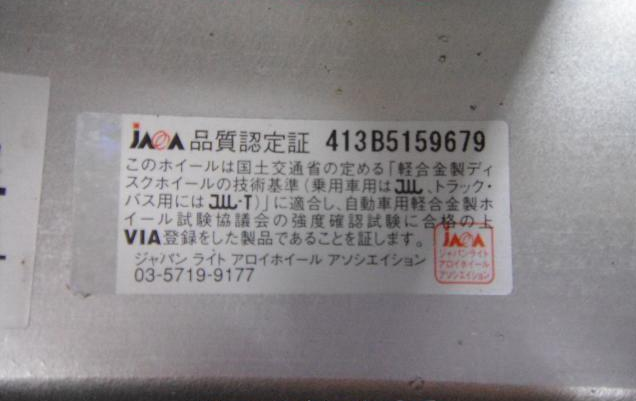 JAWA 品質認定証 413B5159679
このホイールは国土交通省の定める「軽合金製ディ
スクホイールの技術基準（乗用車用はJWL、トラック・
バス用にはJWL-T）」に適合し、自動車用軽合金製ホ
イール試験協議会の強度確認試験に合格の上
VIA登録をした製品であることを証します。
ジャパン ライト アロイホイール アソシエイション
03-5719-9177
JAWA
ジャパンライト
アロイホイール
アソシエイション